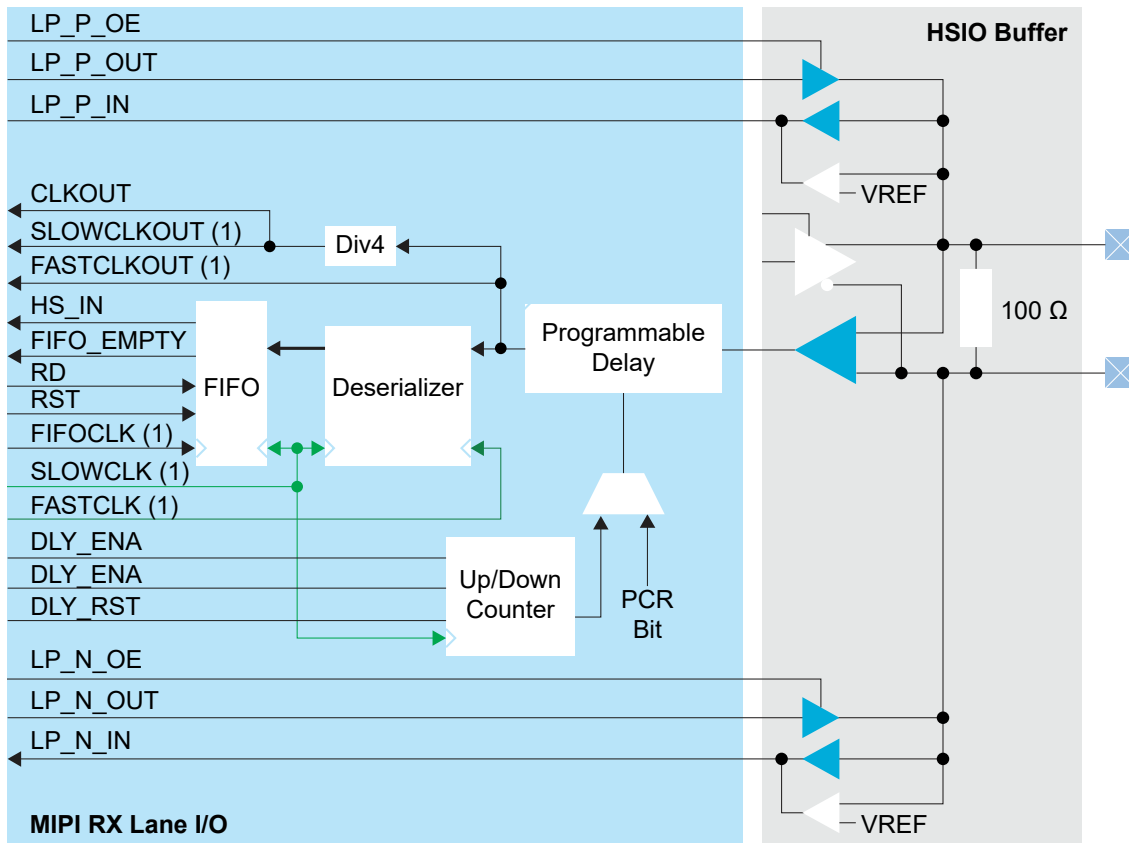 LP_P_OE
HSIO Buffer
LP_P_OUT
LP_P_IN
VREF
CLKOUT
SLOWCLKOUT (1)
Div4
FASTCLKOUT (1)
HS_IN
FIFO_EMPTY
RD
RST
FIFOCLK (1)
SLOWCLK (1)
FASTCLK (1)
FIFO
Deserializer
Programmable
Delay
100 Ω
DLY_ENA
DLY_ENA
DLY_RST
Up/Down
Counter
PCR
Bit
LP_N_OE
LP_N_OUT
LP_N_IN
VREF
MIPI RX Lane I/O